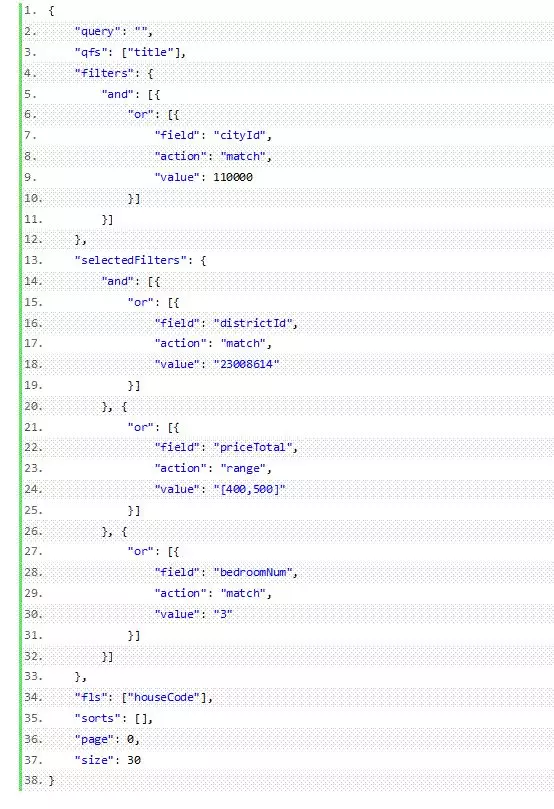 1. {
2.     "query": "",
3.     "qfs": ["title"],
4.     "filters": {
5.         "and": [{
6.             "or": [{
7.                 "field": "cityId",
8.                 "action": "match",
9.                 "value": 110000
10.             }]
11.         }]
12.     },
13.     "selectedFilters": {
14.         "and": [{
15.             "or": [{
16.                 "field": "districtId",
17.                 "action": "match",
18.                 "value": "23008614"
19.             }]
20.         }, {
21.             "or": [{
22.                 "field": "priceTotal",
23.                 "action": "range",
24.                 "value": "[400,500]"
25.             }]
26.         }, {
27.             "or": [{
28.                 "field": "bedroomNum",
29.                 "action": "match",
30.                 "value": "3"
31.             }]
32.         }]
33.     },
34.     "fls": ["houseCode"],
35.     "sorts": [],
36.     "page": 0,
37.     "size": 30
38. }